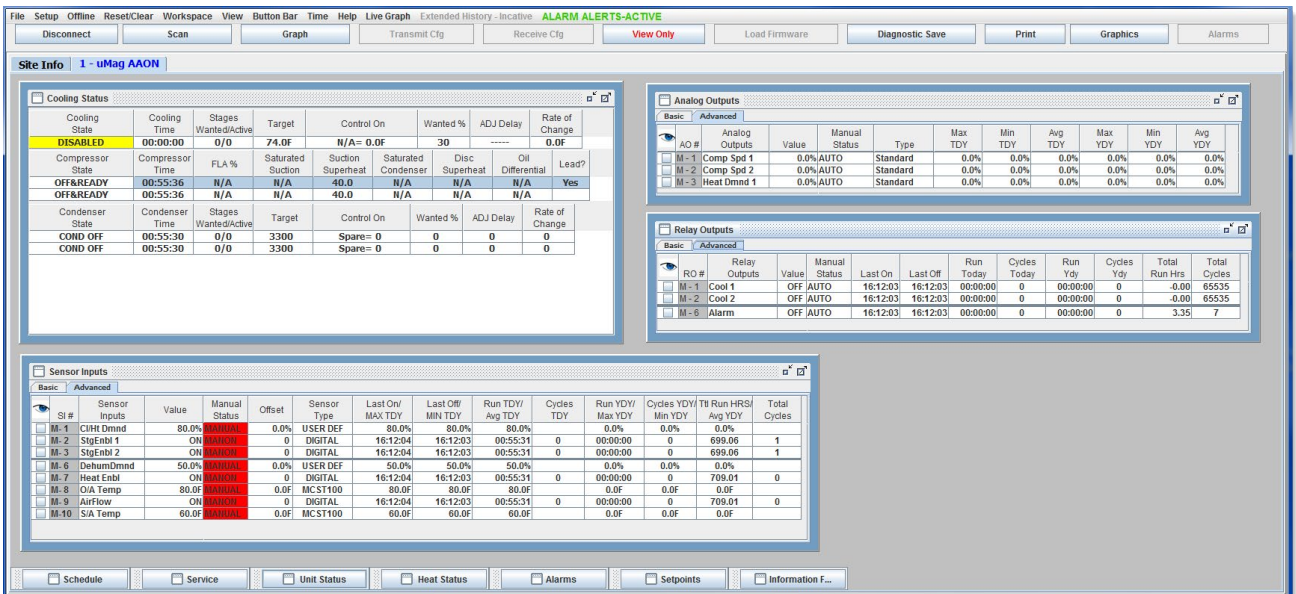 File Setup Offline Reset/Clear Workspace View Button Bar Time Help Live Graph Extended History - Incative ALARM ALERTS-ACTIVE
Disconnect Scan Graph Transmit Cfg Receive Cfg View Only Load Firmware Diagnostic Save Print Graphics Alarms
Site Info 1 - uMag AAON
Cooling Status
Cooling State Cooling Time Stages Wanted/Active Target Control On Wanted % ADJ Delay Rate of Change
DISABLED 00:00:00 0/0 74.0F N/A= 0.0F 30 ----- 0.0F
Compressor State Compressor Time FLA % Saturated Suction Suction Superheat Saturated Condenser Disc Superheat Oil Differential Lead?
OFF&READY 00:55:36 N/A N/A 40.0 N/A N/A N/A Yes
OFF&READY 00:55:36 N/A N/A 40.0 N/A N/A N/A
Condenser State Condenser Time Stages Wanted/Active Target Control On Wanted % ADJ Delay Rate of Change
COND OFF 00:55:30 0/0 3300 Spare= 0 0 0 0
COND OFF 00:55:30 0/0 3300 Spare= 0 0 0 0
Analog Outputs
Basic Advanced
AO # Analog Outputs Value Manual Status Type Max TDY Min TDY Avg TDY Max YDY Min YDY Avg YDY
M - 1 Comp Spd 1 0.0% AUTO Standard 0.0% 0.0% 0.0% 0.0% 0.0% 0.0%
M - 2 Comp Spd 2 0.0% AUTO Standard 0.0% 0.0% 0.0% 0.0% 0.0% 0.0%
M - 3 Heat Dmnd 1 0.0% AUTO Standard 0.0% 0.0% 0.0% 0.0% 0.0% 0.0%
Relay Outputs
Basic Advanced
RO # Relay Outputs Value Manual Status Last On Last Off Run Today Cycles Today Run Ydy Cycles Ydy Total Run Hrs Total Cycles
M - 1 Cool 1 OFF AUTO 16:12:03 16:12:03 00:00:00 0 00:00:00 0 -0.00 65535
M - 2 Cool 2 OFF AUTO 16:12:03 16:12:03 00:00:00 0 00:00:00 0 -0.00 65535
M - 6 Alarm OFF AUTO 16:12:03 16:12:03 00:00:00 0 00:00:00 0 3.35 7
Sensor Inputs
Basic Advanced
SI # Sensor Inputs Value Manual Status Offset Sensor Type Last On/ MAX TDY Last Off/ MIN TDY Run TDY/ Avg TDY Cycles TDY Run YDY/ Max YDY Cycles YDY/ Min YDY Ttl Run HRS/ Avg YDY Total Cycles
M- 1 Cl/Ht Dmnd 80.0% MANUAL 0.0% USER DEF 80.0% 80.0% 80.0% 0.0% 0.0% 0.0%
M- 2 StgEnbl 1 ON MANON 0 DIGITAL 16:12:04 16:12:03 00:55:31 0 00:00:00 0 699.06 1
M- 3 StgEnbl 2 ON MANON 0 DIGITAL 16:12:04 16:12:03 00:55:31 0 00:00:00 0 699.06 1
M- 6 DehumDmnd 50.0% MANUAL 0.0% USER DEF 50.0% 50.0% 50.0% 0.0% 0.0% 0.0%
M- 7 Heat Enbl ON MANON 0 DIGITAL 16:12:04 16:12:03 00:55:31 0 00:00:00 0 709.01 0
M- 8 O/A Temp 80.0F MANUAL 0.0F MCST100 80.0F 80.0F 80.0F 0.0F 0.0F 0.0F
M- 9 AirFlow ON MANON 0 DIGITAL 16:12:04 16:12:03 00:55:31 0 00:00:00 0 709.01 0
M-10 S/A Temp 60.0F MANUAL 0.0F MCST100 60.0F 60.0F 60.0F 0.0F 0.0F 0.0F
Schedule Service Unit Status Heat Status Alarms Setpoints Information F...